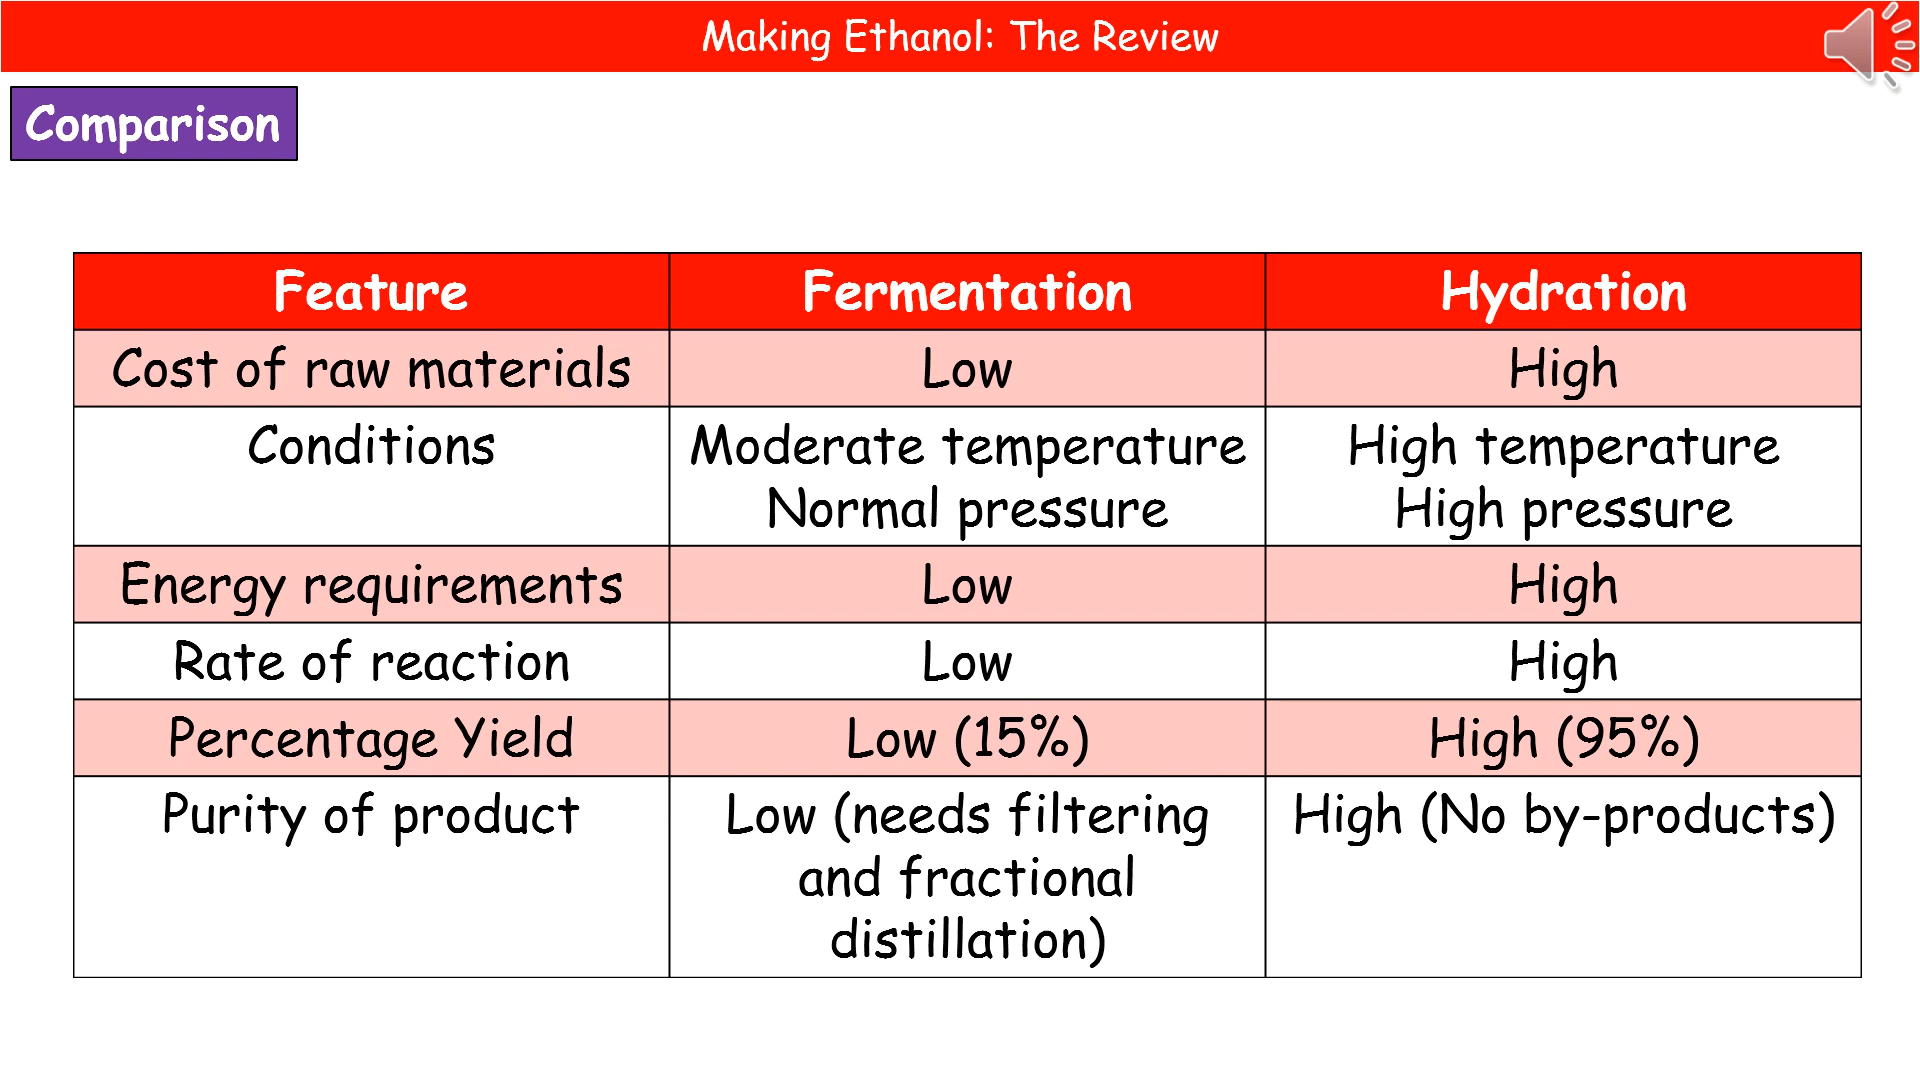 Making Ethanol: The Review
Comparison
Feature Fermentation Hydration
Cost of raw materials Low High
Conditions Moderate temperature High temperature
Normal pressure High pressure
Energy requirements Low High
Rate of reaction Low High
Percentage Yield Low (15%) High (95%)
Purity of product Low (needs filtering High (No by-products)
and fractional
distillation)